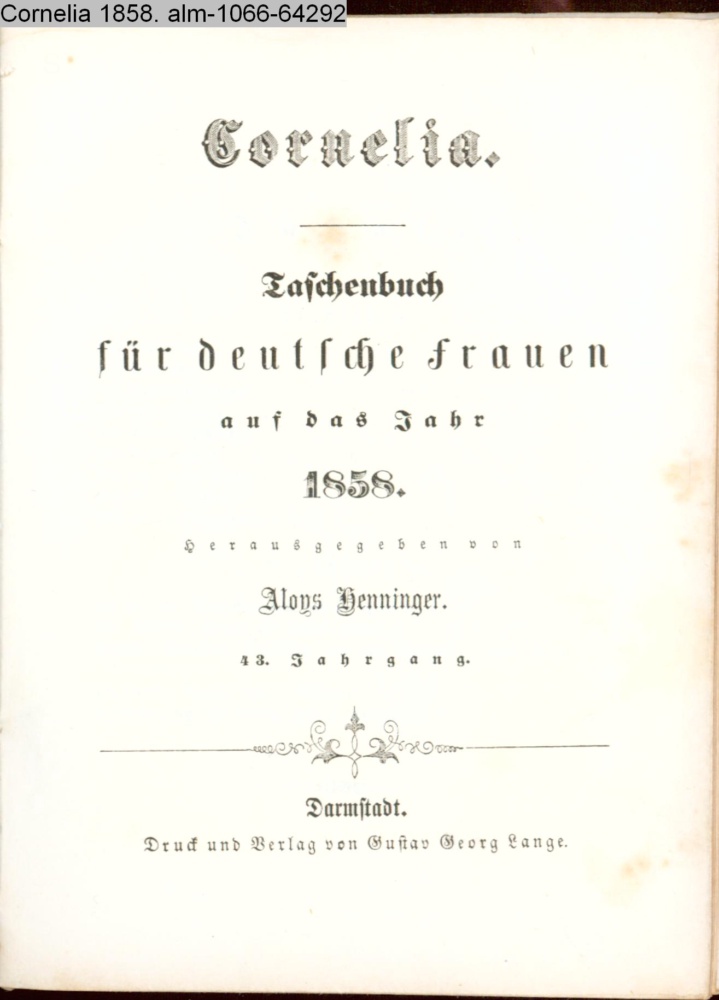 Cornelia 1858. alm-1066-64292
Cornelia.
Taschenbuch
für deutsche Frauen
auf das Jahr
1858.
Herausgegeben von
Aloys Henninger.
43. Jahrgang.
Darmstadt.
Druck und Verlag von Gustav Georg Lange.